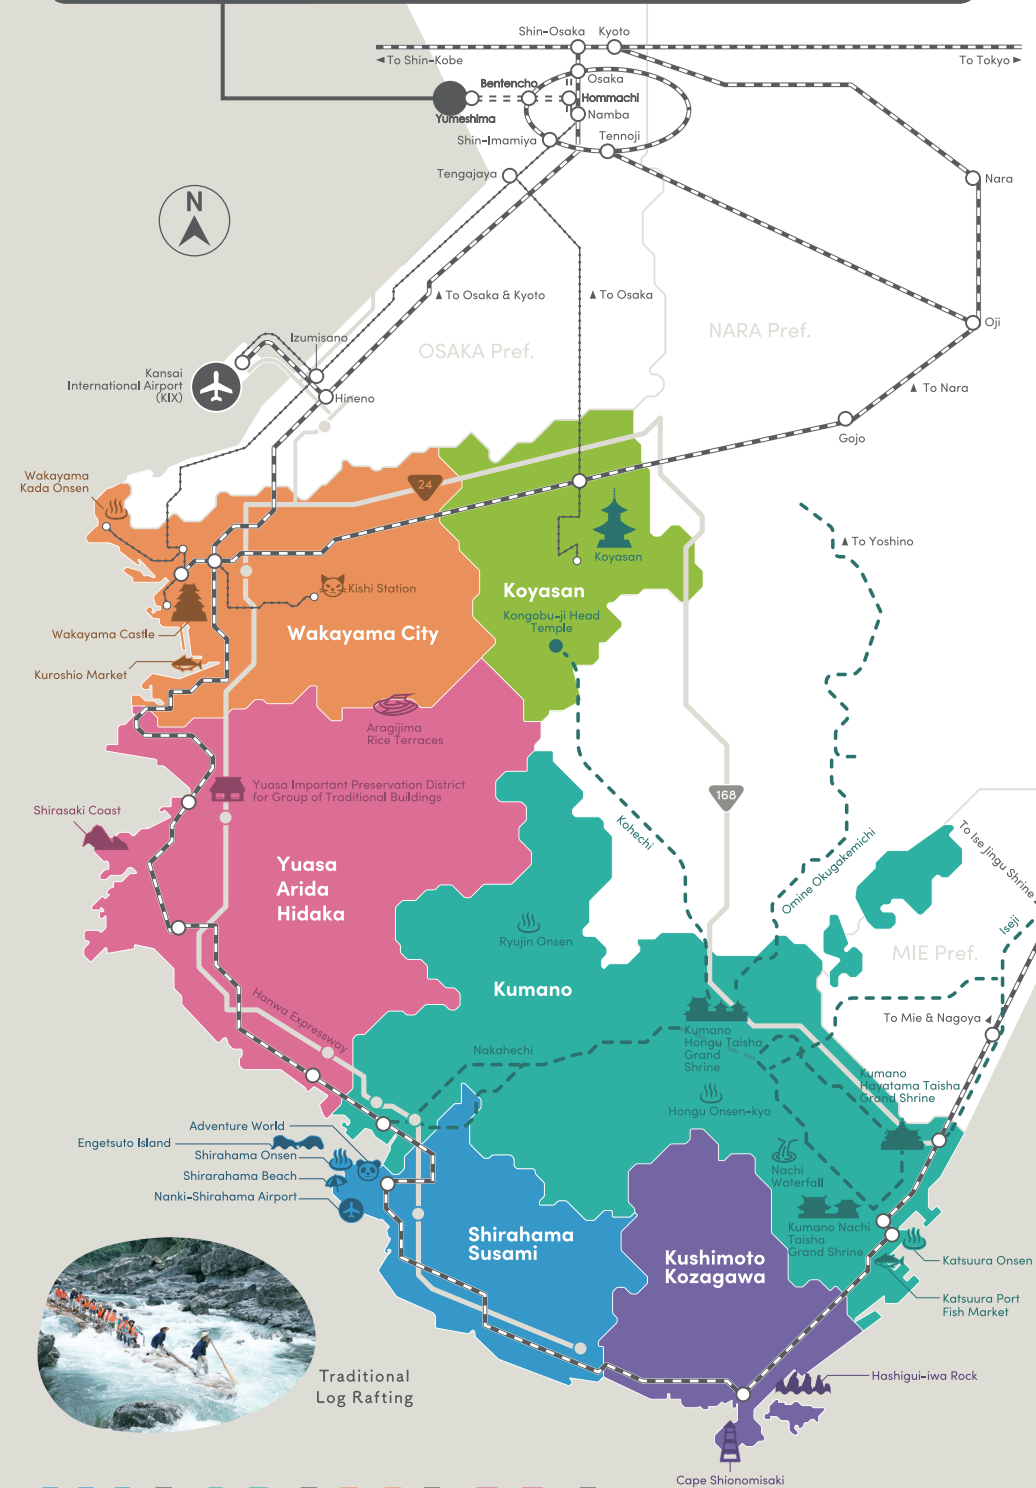 Shin-Osaka
Kyoto
◄To Shin-Kobe
To Tokyo►
Osaka
Bentencho
Hommachi
Yumeshima
Namba
Shin-Imamiya
Tennoji
Tengajaya
Nara
N
▲To Osaka & Kyoto
▲To Osaka
OSAKA Pref.
NARA Pref.
Oji
Izumisano
Kansai
International Airport
(KIX)
Hineno
▲ To Nara
Gojo
Wakayama
Kada Onsen
24
Koyasan
▲To Yoshino
Kishi Station
Koyasan
Kongobu-ji Head
Temple
Wakayama Castle
Wakayama City
Kuroshio Market
Aragijima
Rice Terraces
Yuasa Important Preservation District
for Group of Traditional Buildings
168
Shirasaki Coast
Kohechi
Omine Okugakemichi
To Ise Jingu Shrine
Yuasa
Arida
Hidaka
Ryujin Onsen
Iseji
MIE Pref.
Kumano
Hanwa Expressway
To Mie & Nagoya
Kumano
Hongu Taisha
Grand
Shrine
Nakahechi
Kumano
Hayatama Taisha
Grand Shrine
Hongu Onsen-kyo
Adventure World
Engetsuto Island
Shirahama Onsen
Shirarahama Beach
Nanki-Shirahama Airport
Nachi
Waterfall
Kumano Nachi
Taisha
Grand Shrine
Shirahama
Susami
Kushimoto
Kozagawa
Katsuura Onsen
Katsuura Port
Fish Market
Traditional
Log Rafting
Hashigui-iwa Rock
Cape Shionomisaki